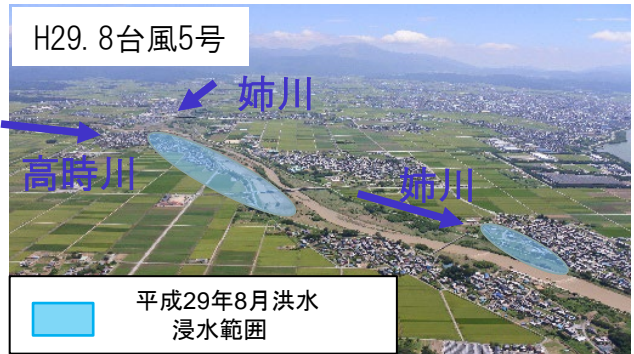 H29.8台風5号
姉川
高時川
姉川
平成29年8月洪水
浸水範囲